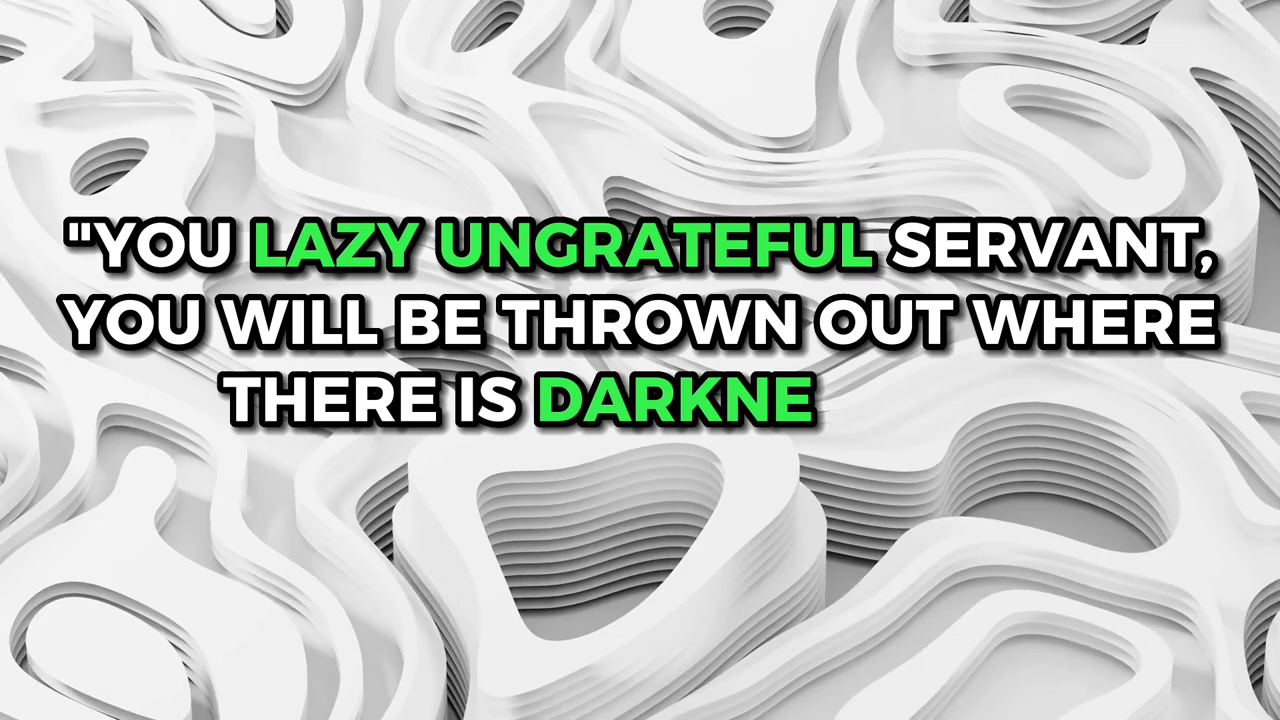 "YOU LAZY UNGRATEFUL SERVANT,
YOU WILL BE THROWN OUT WHERE
THERE IS DARKNE